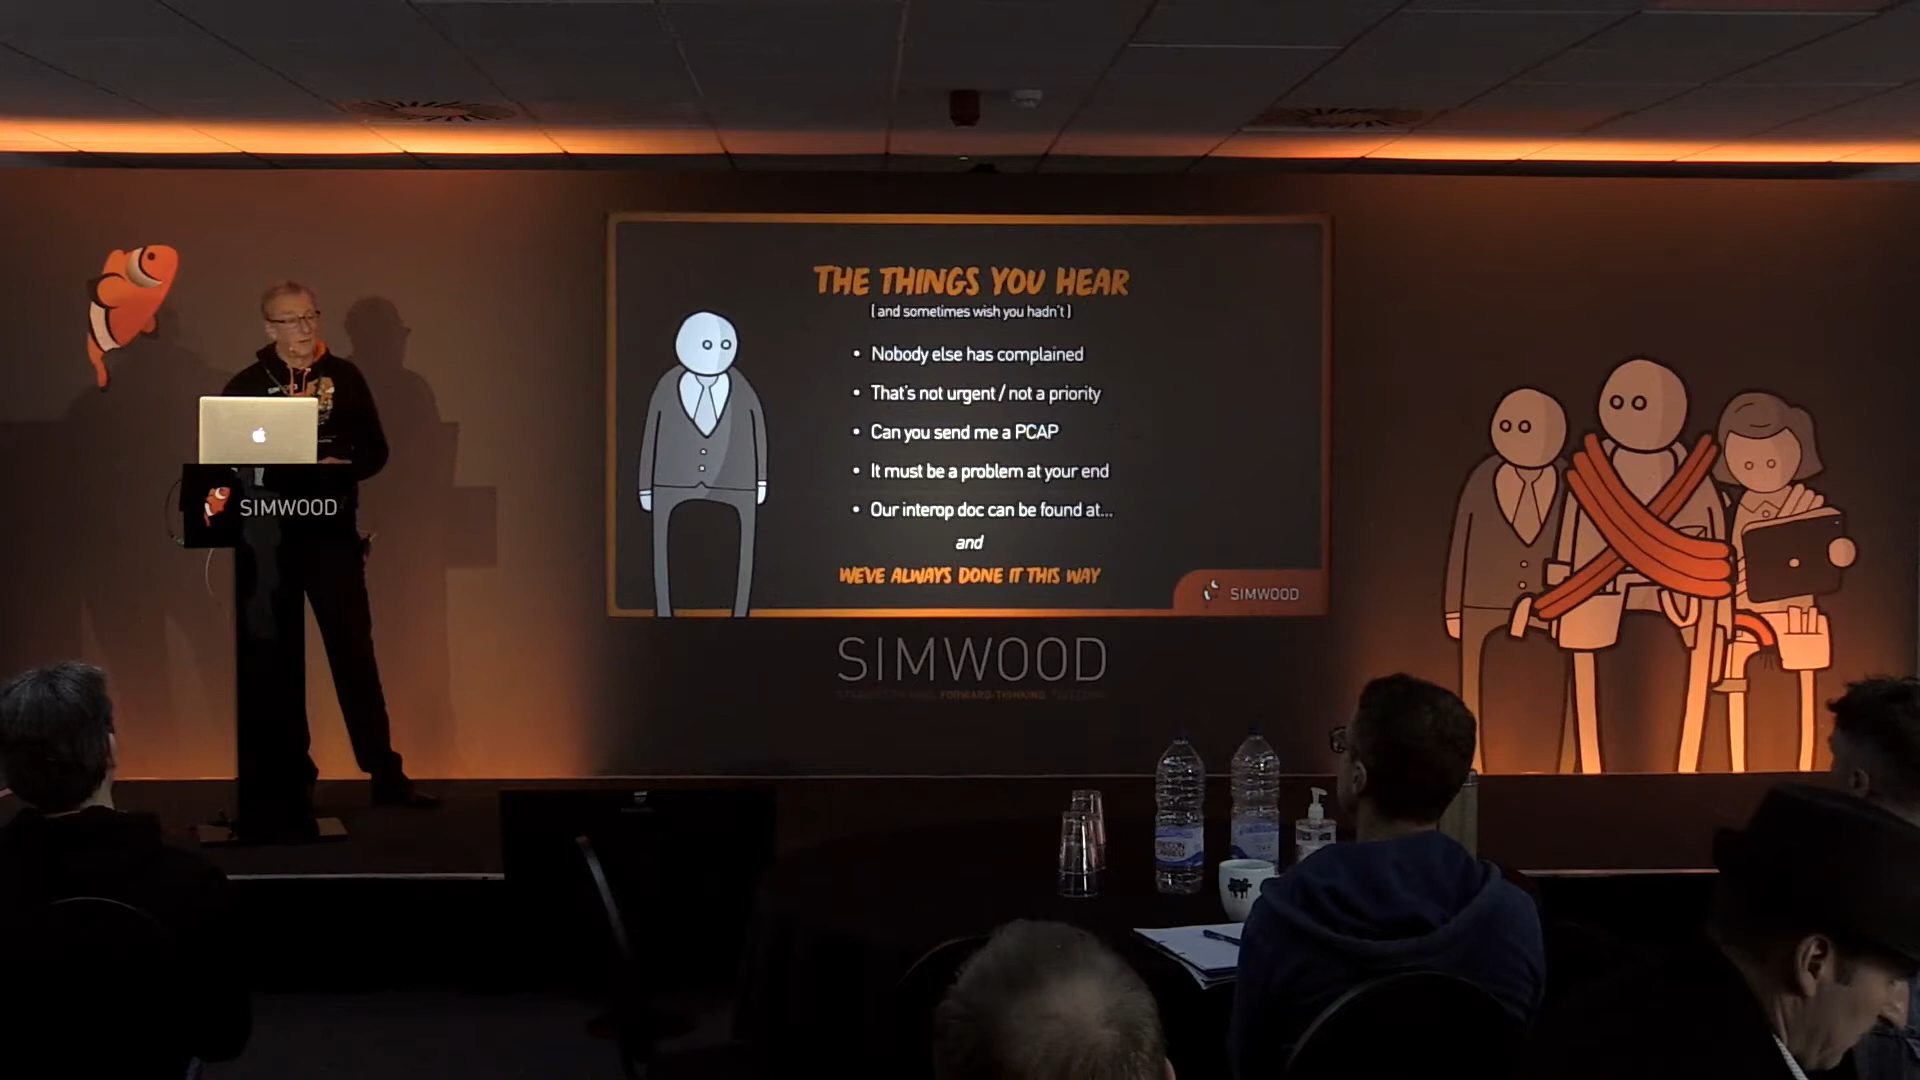 THE THINGS YOU HEAR
(and sometimes wish you hadn't)
• Nobody else has complained
• That's not urgent / not a priority
• Can you send me a PCAP
• It must be a problem at your end
• Our interop doc can be found at...
and
WE'VE ALWAYS DONE IT THIS WAY
SIMWOOD
SIMWOOD
SIMWOOD
FORWARD-THINKING